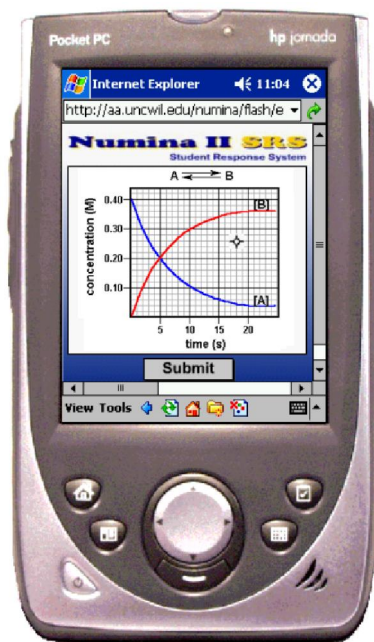 Pocket PC hp jornada
Internet Explorer 11:04
http://aa.uncwil.edu/numina/flash/e
Numina II SRS
Student Response System
A B
concentration (M)
0.40
[B]
0.30
0.20
0.10
[A]
5 10 15 20
time (s)
Submit
View Tools